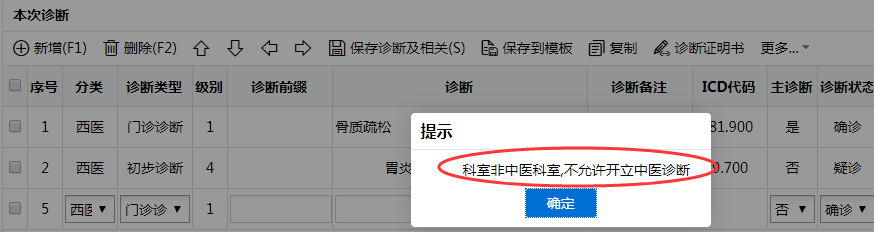 本次诊断
新增(F1) 删除(F2) 保存诊断及相关(S) 保存到模板 复制 诊断证明书 更多...
序号 分类 诊断类型 级别 诊断前缀 诊断 诊断备注 ICD代码 主诊断 诊断状态
提示
1 西医 门诊诊断 1 骨质疏松 81.900 是 确诊
科室非中医科室,不允许开立中医诊断
2 西医 初步诊断 4 胃炎 0.700 否 疑诊
确定
5 西医 门诊诊 1 否 确诊